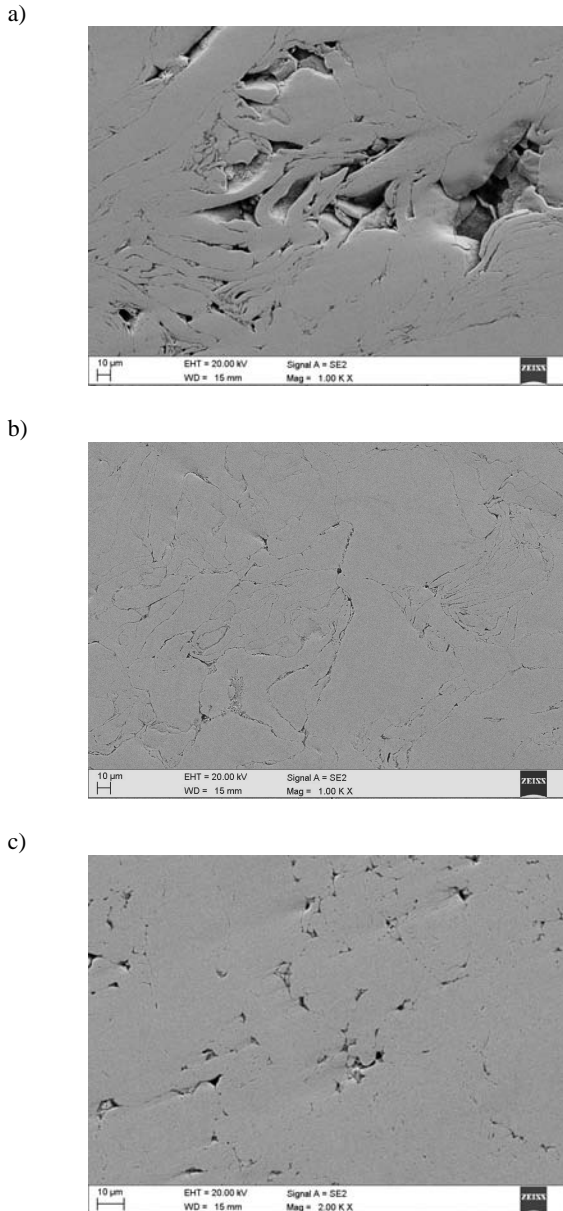 a)
10 µm EHT = 20.00 kV Signal A = SE2 ZEISS
WD = 15 mm Mag = 1.00 K X
b)
10 µm EHT = 20.00 kV Signal A = SE2 ZEISS
WD = 15 mm Mag = 1.00 K X
c)
10 µm EHT = 20.00 kV Signal A = SE2 ZEISS
WD = 15 mm Mag = 2.00 K X